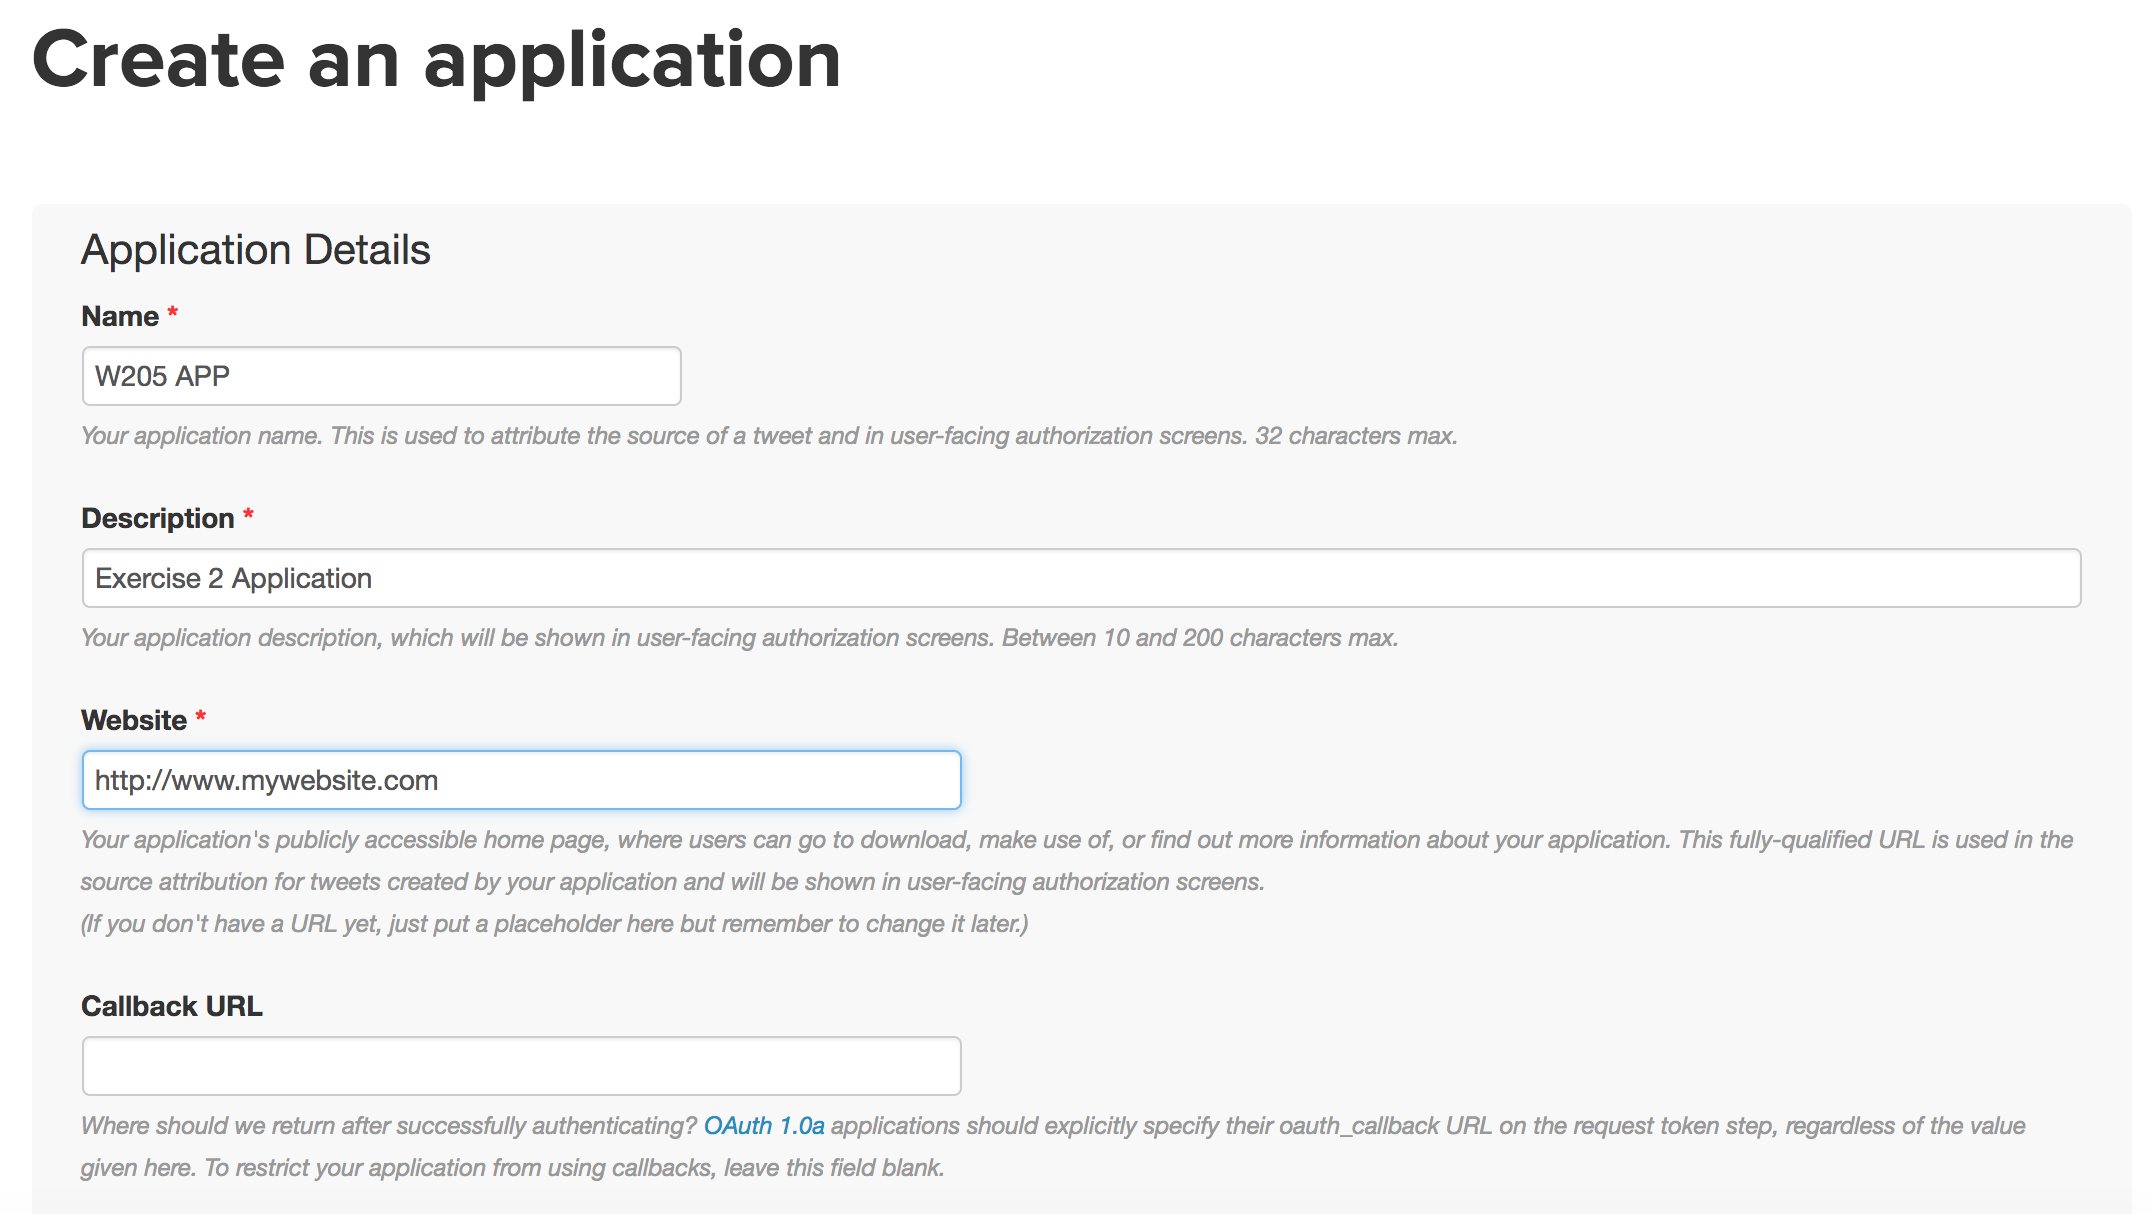 Create an application
Application Details
Name *
W205 APP
Your application name. This is used to attribute the source of a tweet and in user-facing authorization screens. 32 characters max.
Description *
Exercise 2 Application
Your application description, which will be shown in user-facing authorization screens. Between 10 and 200 characters max.
Website *
http://www.mywebsite.com
Your application's publicly accessible home page, where users can go to download, make use of, or find out more information about your application. This fully-qualified URL is used in the
source attribution for tweets created by your application and will be shown in user-facing authorization screens.
(If you don't have a URL yet, just put a placeholder here but remember to change it later.)
Callback URL
Where should we return after successfully authenticating? OAuth 1.0a applications should explicitly specify their oauth_callback URL on the request token step, regardless of the value
given here. To restrict your application from using callbacks, leave this field blank.